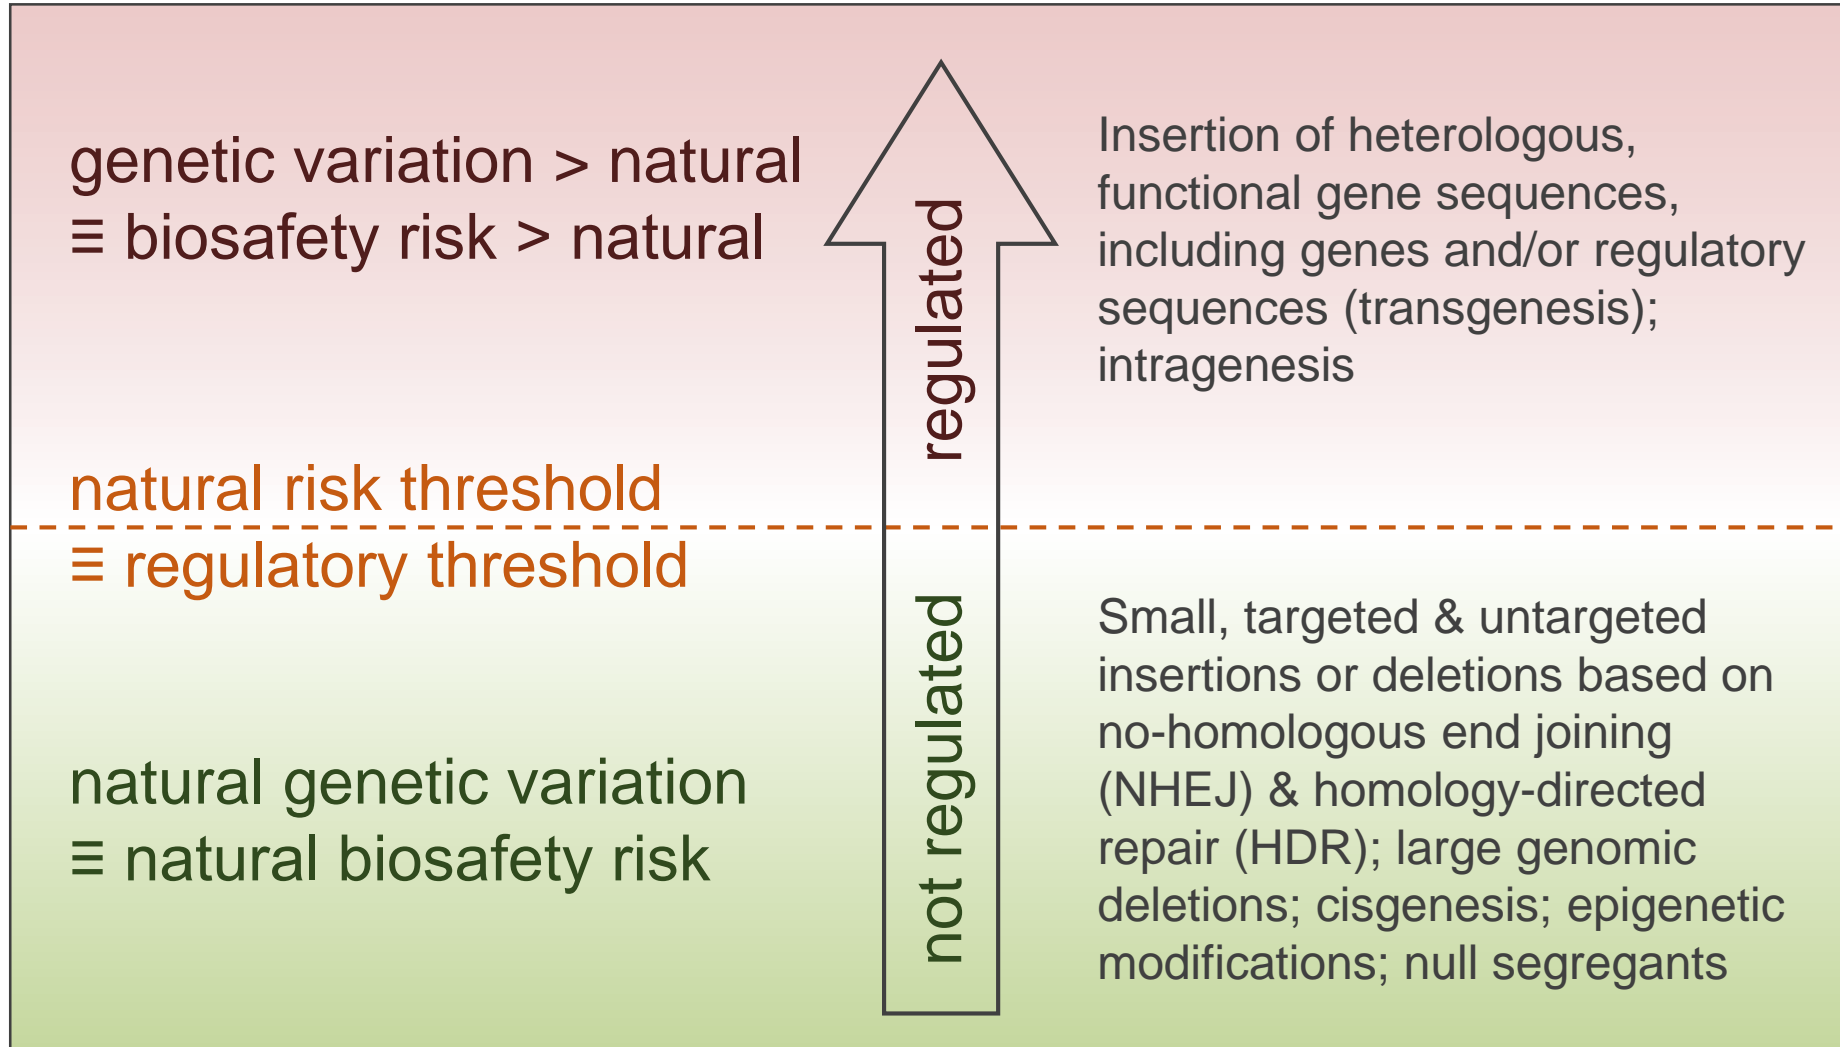 genetic variation > natural
≡ biosafety risk > natural
natural risk threshold
≡ regulatory threshold
natural genetic variation
≡ natural biosafety risk
regulated
not regulated
Insertion of heterologous,
functional gene sequences,
including genes and/or regulatory
sequences (transgenesis);
intragenesis
Small, targeted & untargeted
insertions or deletions based on
no-homologous end joining
(NHEJ) & homology-directed
repair (HDR); large genomic
deletions; cisgenesis; epigenetic
modifications; null segregants